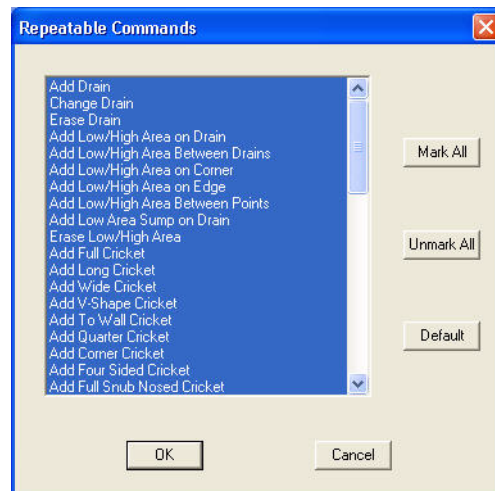 Repeatable Commands
Add Drain
Change Drain
Erase Drain
Add Low/High Area on Drain
Add Low/High Area Between Drains
Add Low/High Area on Corner
Add Low/High Area on Edge
Add Low/High Area Between Points
Add Low Area Sump on Drain
Erase Low/High Area
Add Full Cricket
Add Long Cricket
Add Wide Cricket
Add V-Shape Cricket
Add To Wall Cricket
Add Quarter Cricket
Add Corner Cricket
Add Four Sided Cricket
Add Full Snub Nosed Cricket
Mark All
Unmark All
Default
OK
Cancel